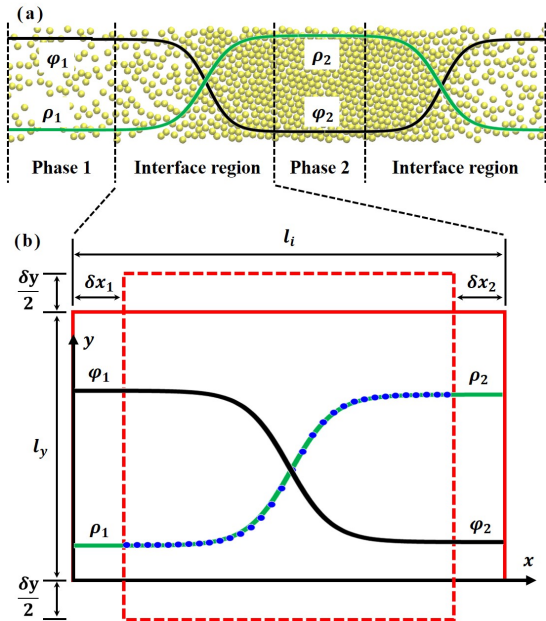 (a)
φ₁ ρ₂
ρ₁ φ₂
Phase 1 Interface region Phase 2 Interface region
(b)
lᵢ
δy/2 δx₁ δx₂
y
φ₁ ρ₂
l_y
ρ₁ φ₂
x
δy/2